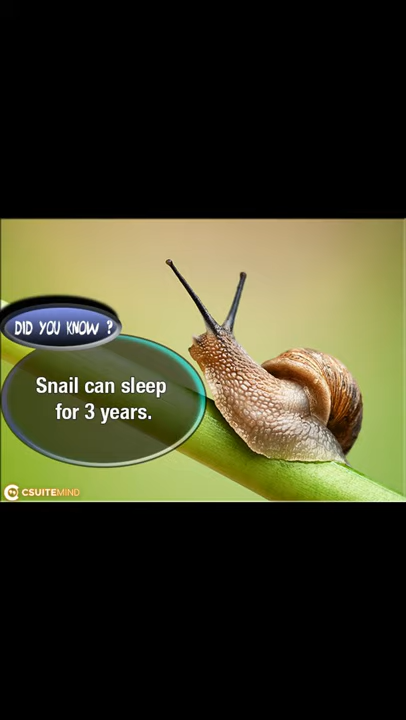 DID YOU KNOW ?
Snail can sleep
for 3 years.
CSUITEMIND